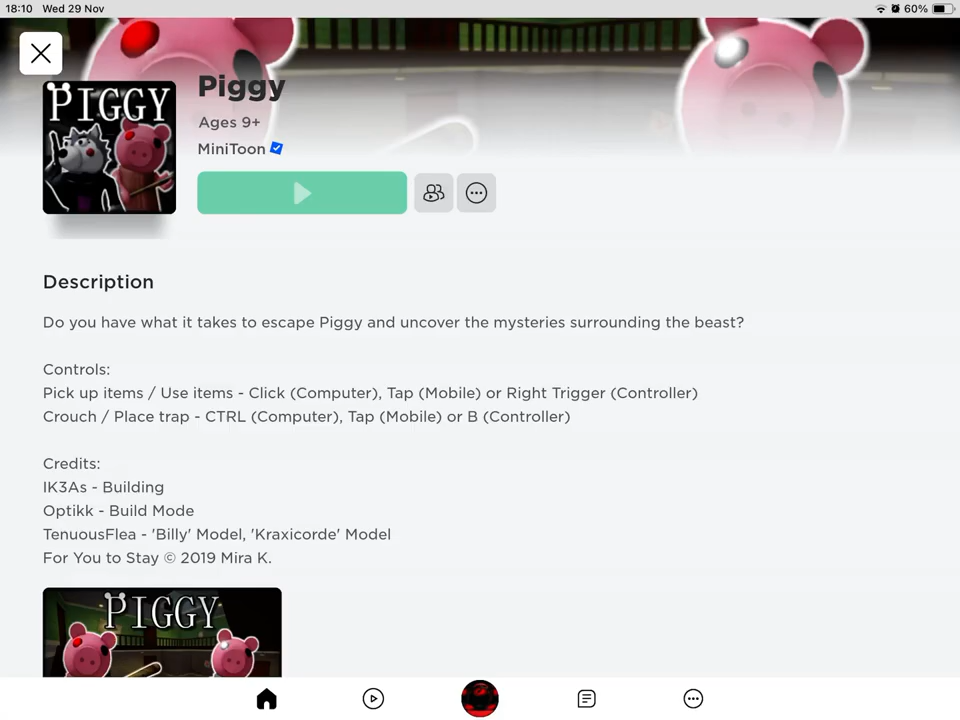 18:10 Wed 29 Nov
60%
PIGGY
Piggy
Ages 9+
MiniToon
Description
Do you have what it takes to escape Piggy and uncover the mysteries surrounding the beast?
Controls:
Pick up items / Use items - Click (Computer), Tap (Mobile) or Right Trigger (Controller)
Crouch / Place trap - CTRL (Computer), Tap (Mobile) or B (Controller)
Credits:
IK3As - Building
Optikk - Build Mode
TenuousFlea - 'Billy' Model, 'Kraxicorde' Model
For You to Stay © 2019 Mira K.
PIGGY